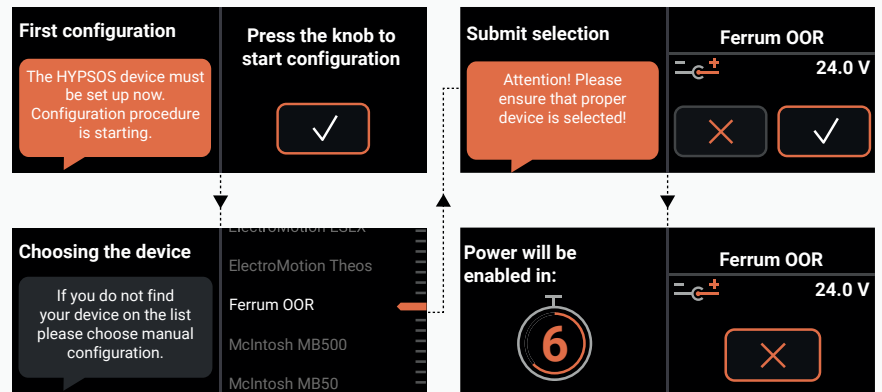 First configuration
The HYPSOS device must
be set up now.
Configuration procedure
is starting.
Press the knob to
start configuration
Choosing the device
If you do not find
your device on the list
please choose manual
configuration.
ElectroMotion ESLX
ElectroMotion Theos
Ferrum OOR
McIntosh MB500
McIntosh MB50
Submit selection
Attention! Please
ensure that proper
device is selected!
Ferrum OOR
24.0 V
Power will be
enabled in:
6
Ferrum OOR
24.0 V